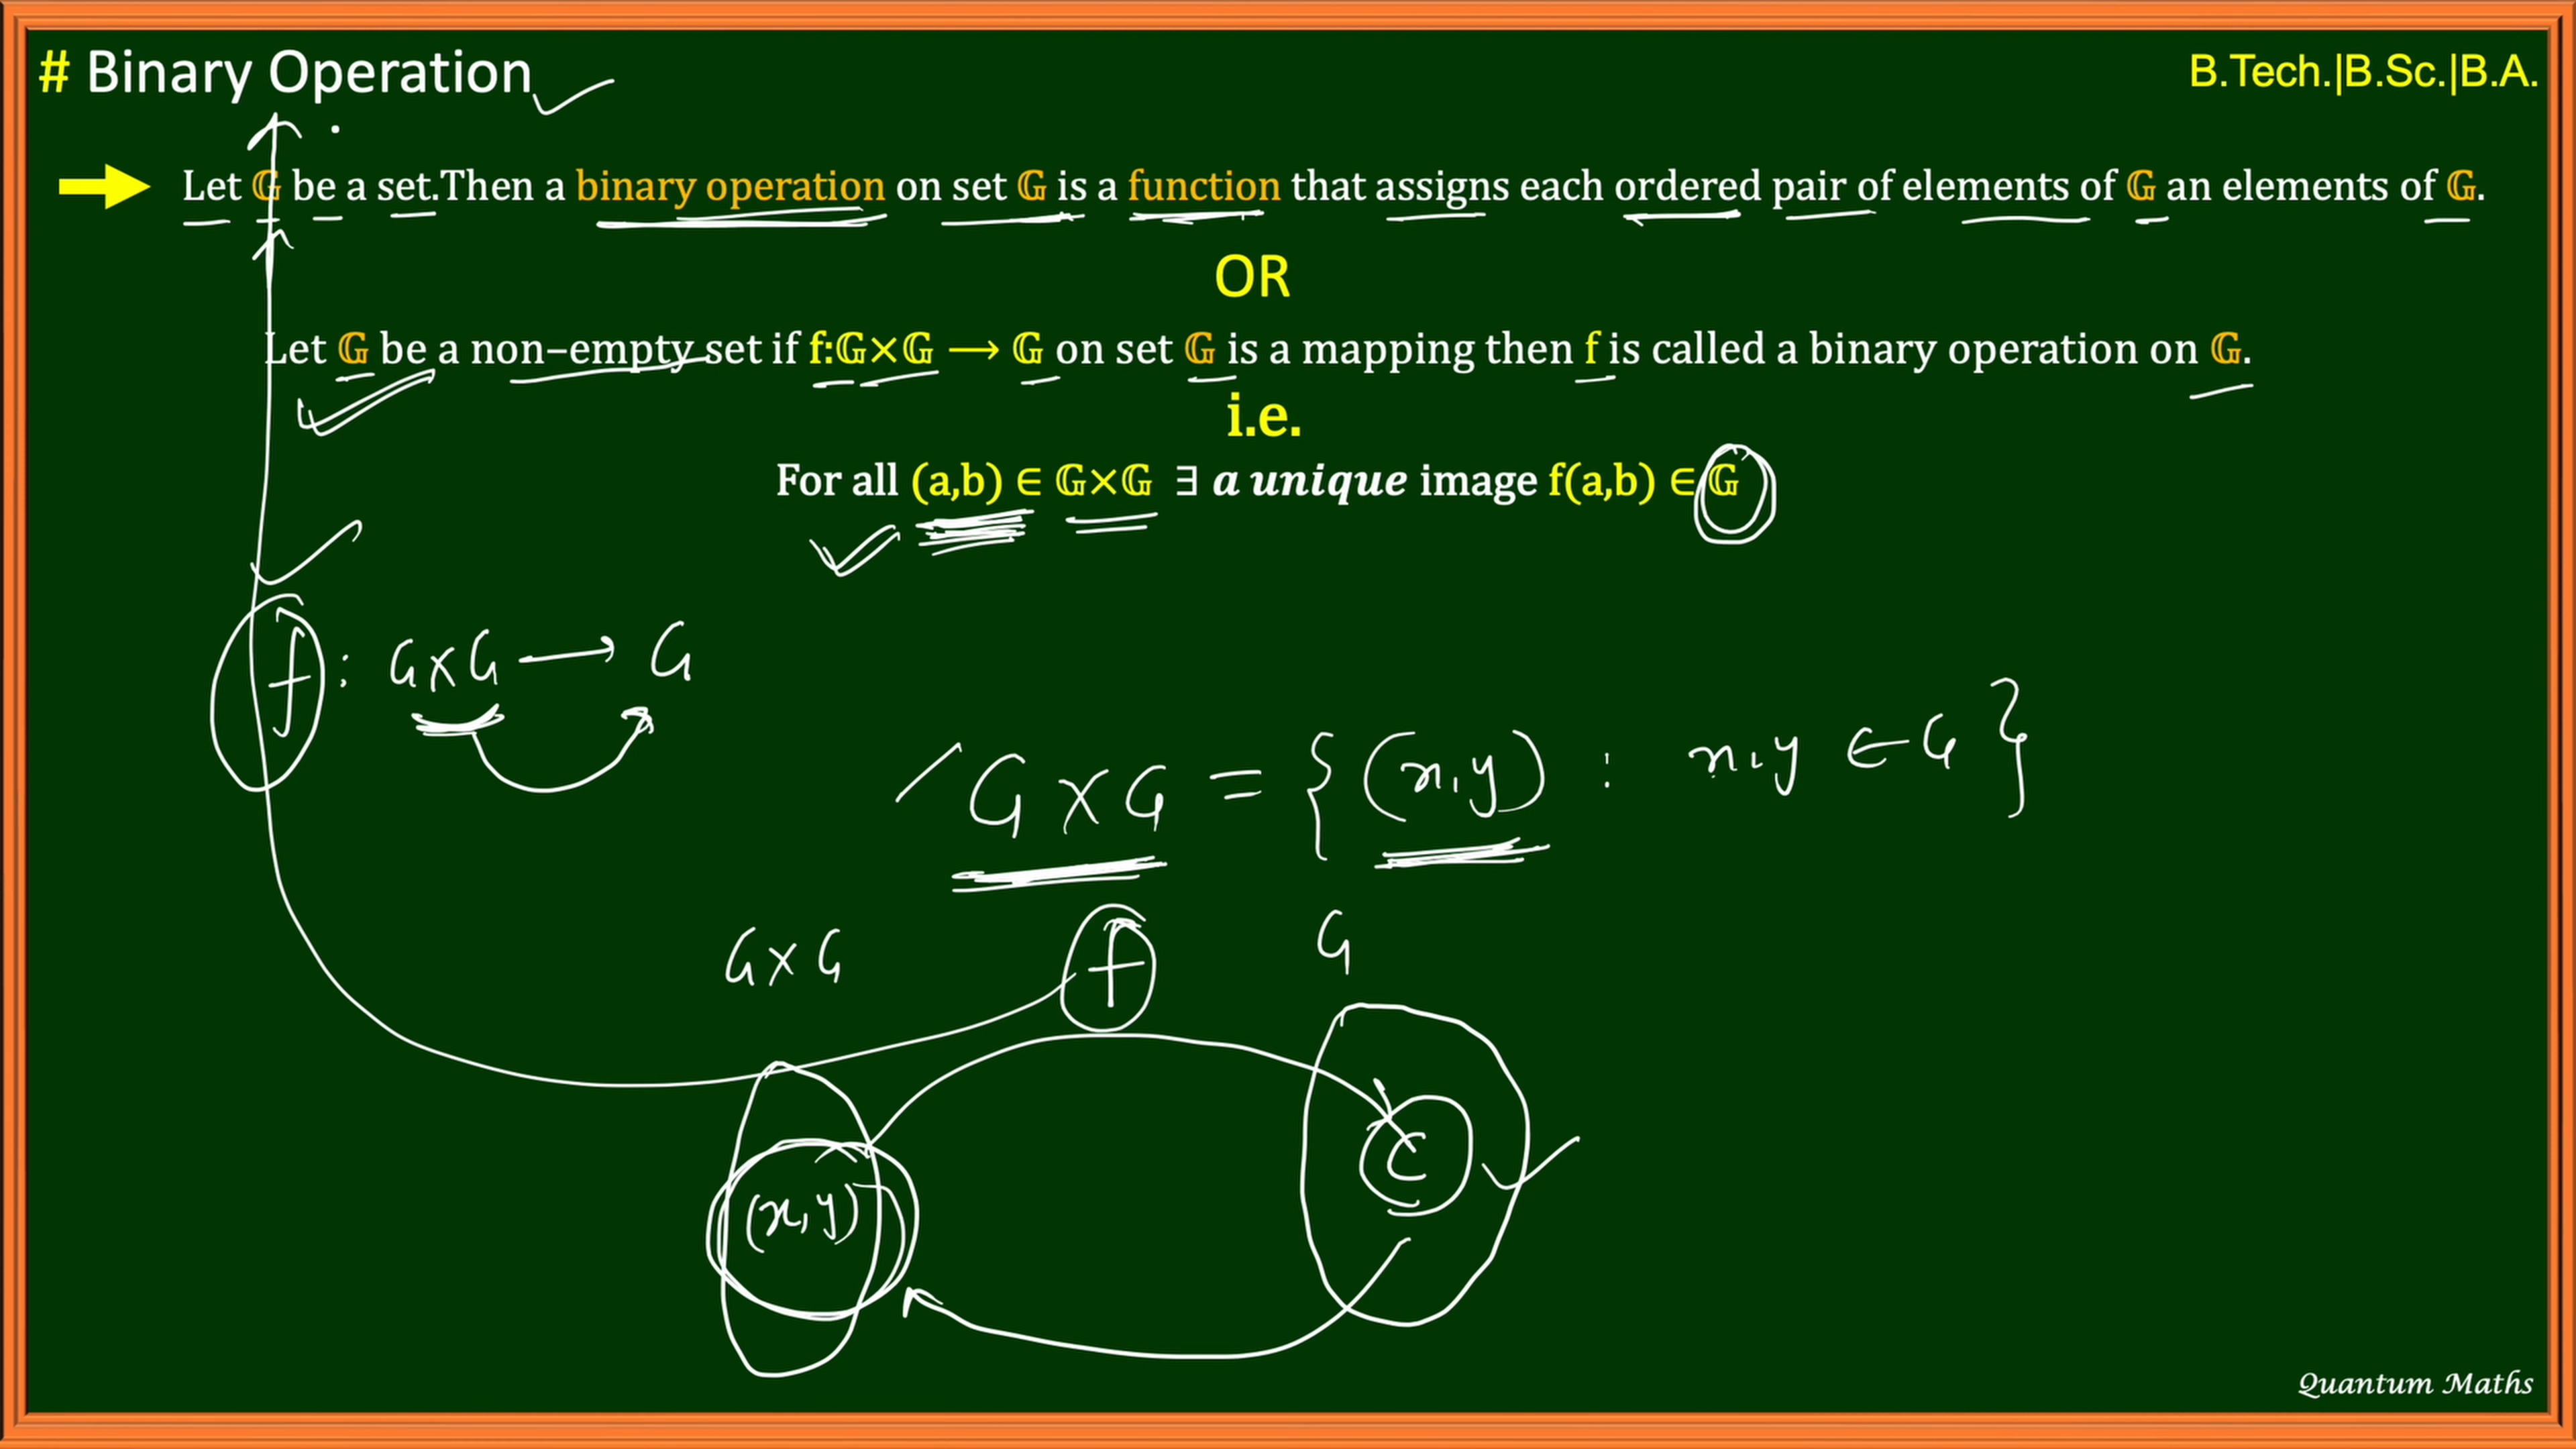 # Binary Operation
B.Tech.|B.Sc.|B.A.
Let 𝔾 be a set.Then a binary operation on set 𝔾 is a function that assigns each ordered pair of elements of 𝔾 an elements of 𝔾.
OR
Let 𝔾 be a non–empty set if f:𝔾×𝔾 ⟶ 𝔾 on set 𝔾 is a mapping then f is called a binary operation on 𝔾.
i.e.
For all (a,b) ∈ 𝔾×𝔾 ∃ a unique image f(a,b) ∈ 𝔾
f : G×G ⟶ G
G × G = {(x,y) : x,y ∈ G}
G×G f G
(x,y) c
Quantum Maths